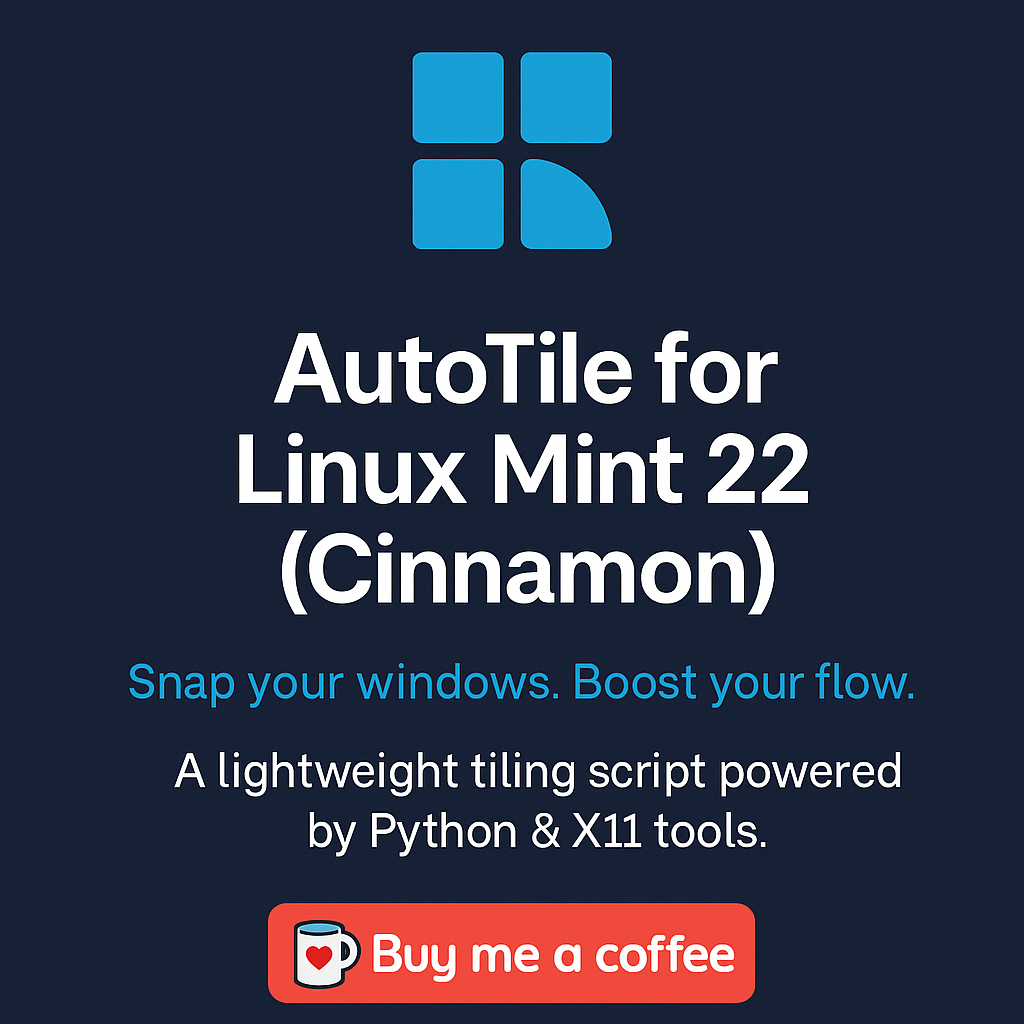 AutoTile for
Linux Mint 22
(Cinnamon)
Snap your windows. Boost your flow.
A lightweight tiling script powered
by Python & X11 tools.
Buy me a coffee